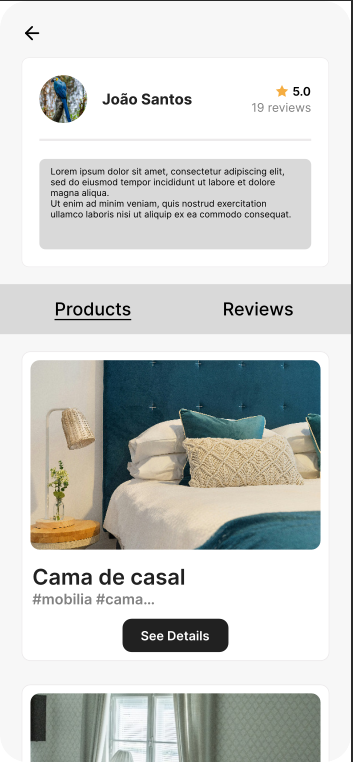 João Santos
5.0
19 reviews
Lorem ipsum dolor sit amet, consectetur adipiscing elit,
sed do eiusmod tempor incididunt ut labore et dolore
magna aliqua.
Ut enim ad minim veniam, quis nostrud exercitation
ullamco laboris nisi ut aliquip ex ea commodo consequat.
Products
Reviews
Cama de casal
#mobilia #cama...
See Details